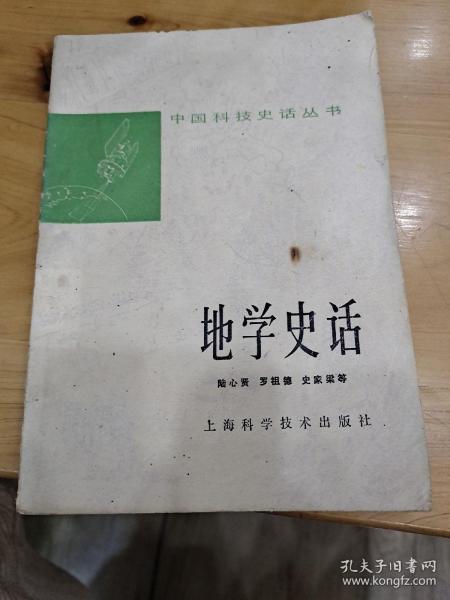 中国科技史话丛书
地学史话
陆心贤 罗祖德 史家梁等
上海科学技术出版社
孔夫子旧书网
www.kongfz.com